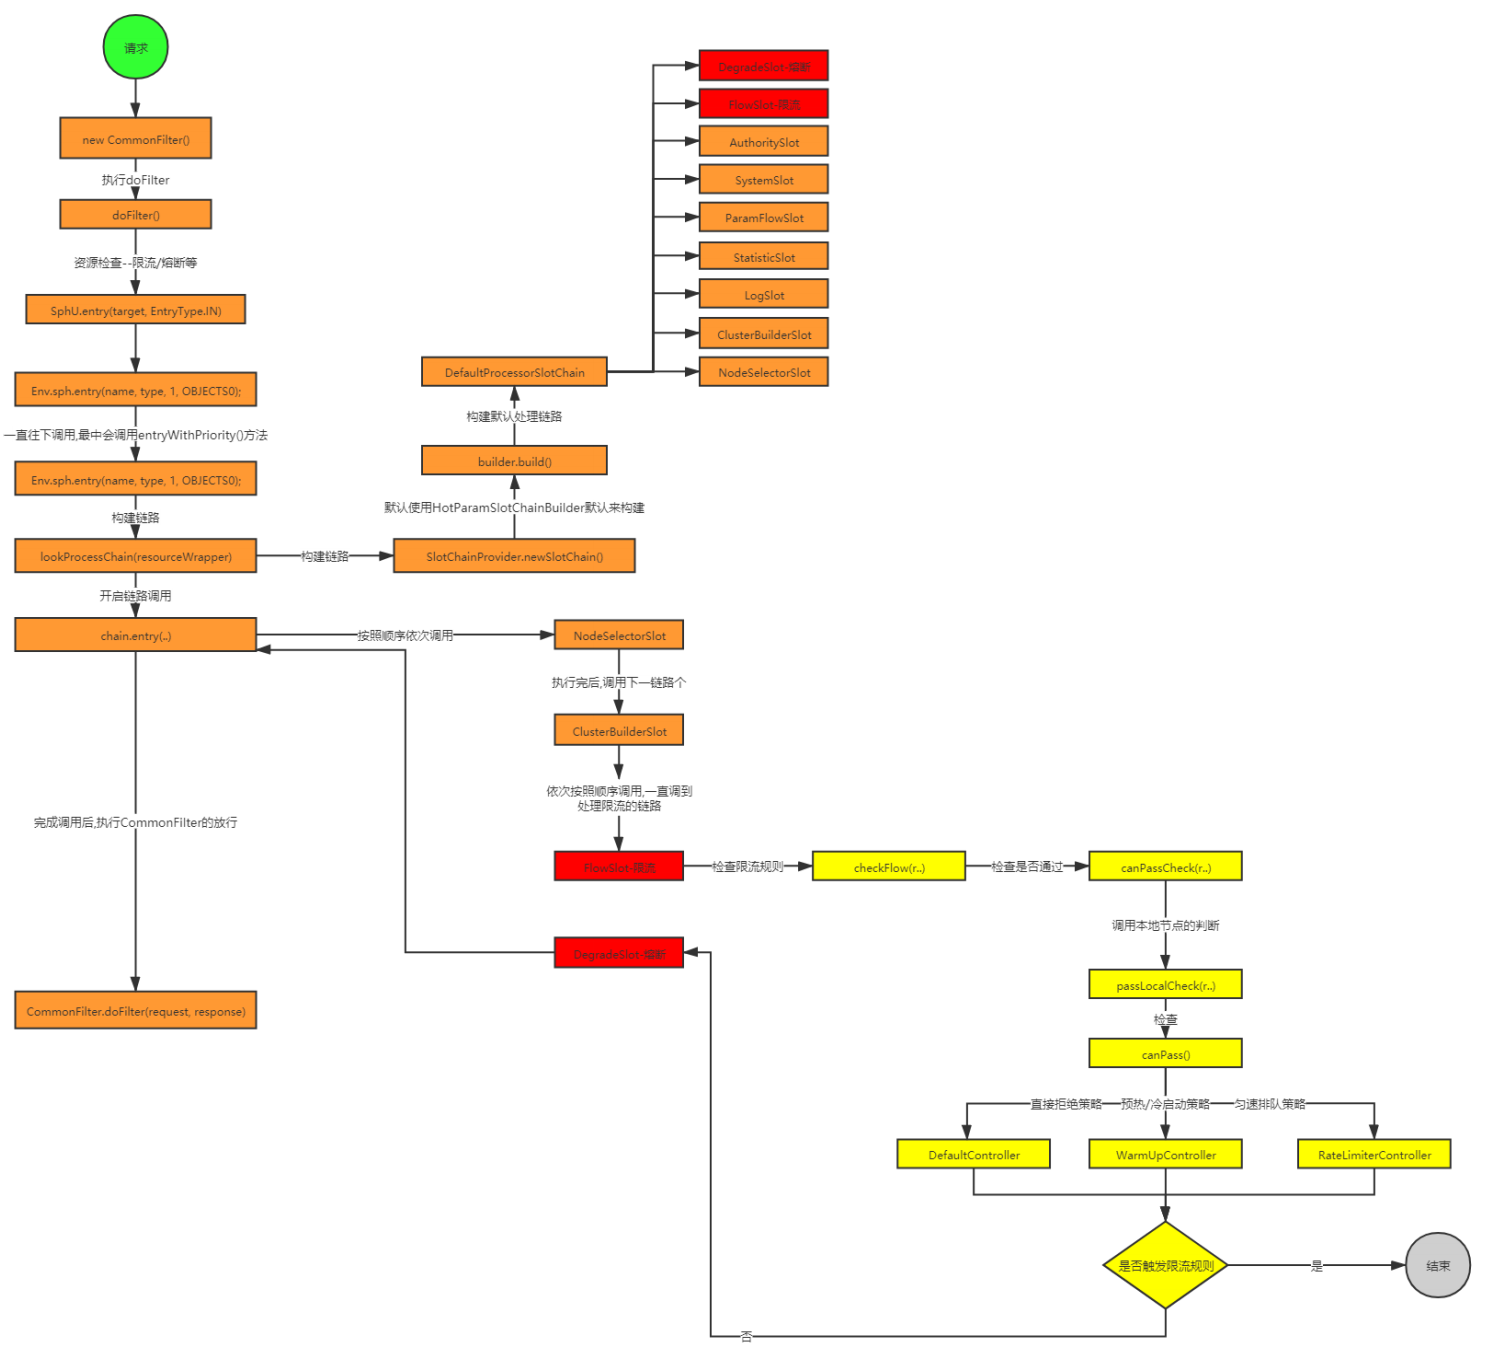 请求
new CommonFilter()
执行doFilter
doFilter()
资源检查--限流/熔断等
SphU.entry(target, EntryType.IN)
Env.sph.entry(name, type, 1, OBJECTS0);
一直往下调用,最中会调用entryWithPriority()方法
Env.sph.entry(name, type, 1, OBJECTS0);
构建链路
lookProcessChain(resourceWrapper)
构建链路
SlotChainProvider.newSlotChain()
默认使用HotParamSlotChainBuilder默认来构建
builder.build()
构建默认处理链路
DefaultProcessorSlotChain
DegradeSlot-熔断
FlowSlot-限流
AuthoritySlot
SystemSlot
ParamFlowSlot
StatisticSlot
LogSlot
ClusterBuilderSlot
NodeSelectorSlot
开启链路调用
chain.entry(..)
按照顺序依次调用
NodeSelectorSlot
执行完后,调用下一链路个
ClusterBuilderSlot
依次按照顺序调用,一直调到
处理限流的链路
FlowSlot-限流
检查限流规则
checkFlow(r..)
检查是否通过
canPassCheck(r..)
调用本地节点的判断
passLocalCheck(r..)
检查
canPass()
直接拒绝策略
预热/冷启动策略
匀速排队策略
DefaultController
WarmUpController
RateLimiterController
是否触发限流规则
是
结束
否
DegradeSlut-熔断
完成调用后,执行CommonFilter的放行
CommonFilter.doFilter(request, response)